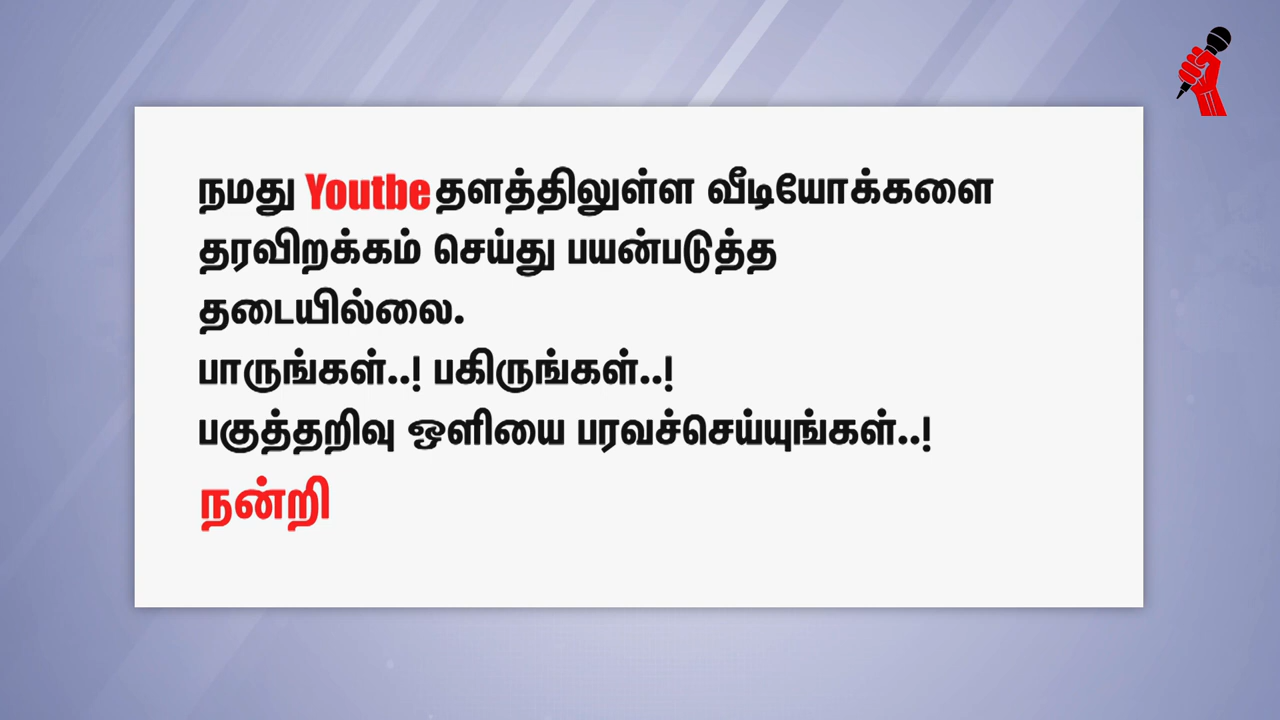 நமது Youtbe தளத்திலுள்ள வீடியோக்களை
தரவிறக்கம் செய்து பயன்படுத்த
தடையில்லை.
பாருங்கள்..! பகிருங்கள்..!
பகுத்தறிவு ஒளியை பரவச்செய்யுங்கள்..!
நன்றி